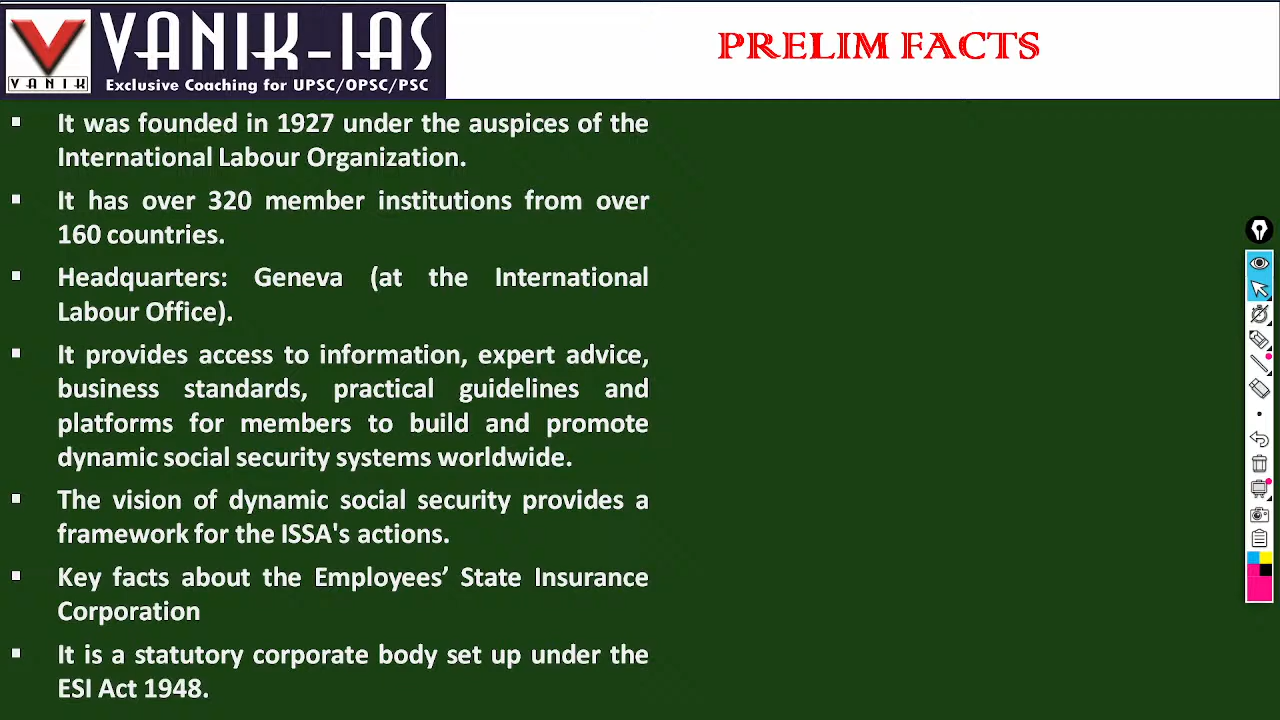 VANIK-IAS
VANIK
Exclusive Coaching for UPSC/OPSC/PSC
PRELIM FACTS
▪ It was founded in 1927 under the auspices of the
International Labour Organization.
▪ It has over 320 member institutions from over
160 countries.
▪ Headquarters: Geneva (at the International
Labour Office).
▪ It provides access to information, expert advice,
business standards, practical guidelines and
platforms for members to build and promote
dynamic social security systems worldwide.
▪ The vision of dynamic social security provides a
framework for the ISSA's actions.
▪ Key facts about the Employees’ State Insurance
Corporation
▪ It is a statutory corporate body set up under the
ESI Act 1948.